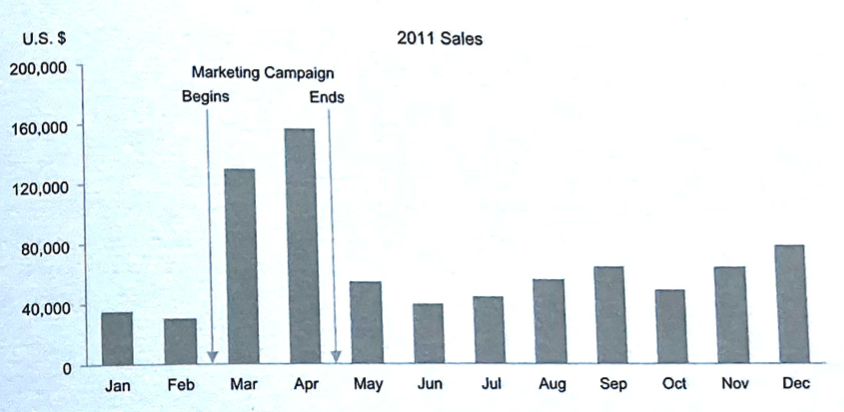 U.S. $
2011 Sales
200,000
Marketing Campaign
Begins
Ends
160,000
120,000
80,000
40,000
0
Jan Feb Mar Apr May Jun Jul Aug Sep Oct Nov Dec